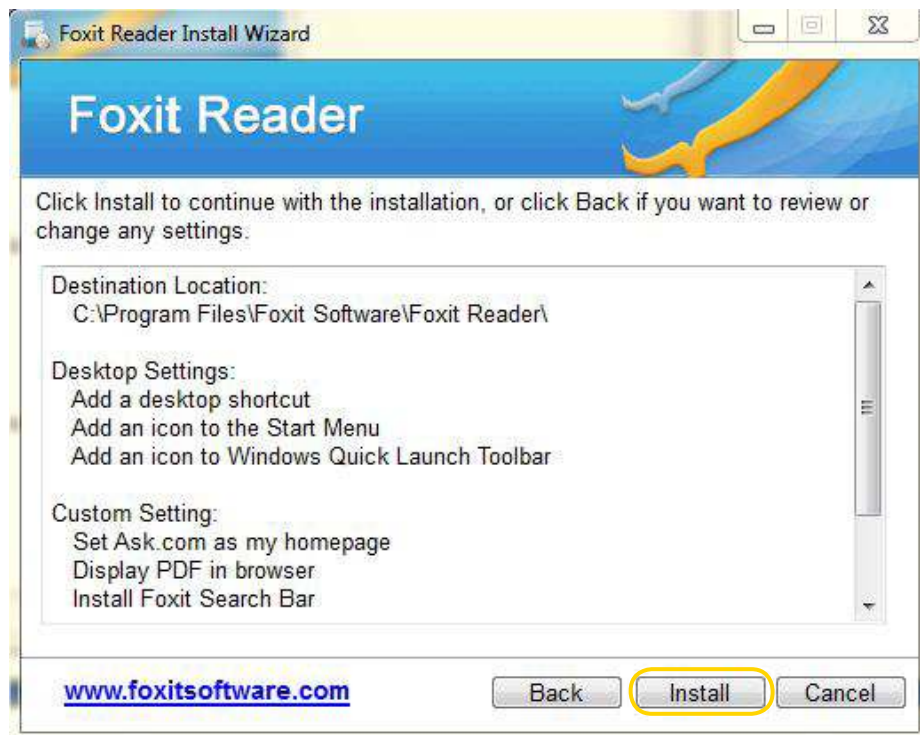 Foxit Reader Install Wizard
Foxit Reader
Click Install to continue with the installation, or click Back if you want to review or
change any settings.
Destination Location:
C:\Program Files\Foxit Software\Foxit Reader\
Desktop Settings:
Add a desktop shortcut
Add an icon to the Start Menu
Add an icon to Windows Quick Launch Toolbar
Custom Setting:
Set Ask.com as my homepage
Display PDF in browser
Install Foxit Search Bar
www.foxitsoftware.com Back Install Cancel